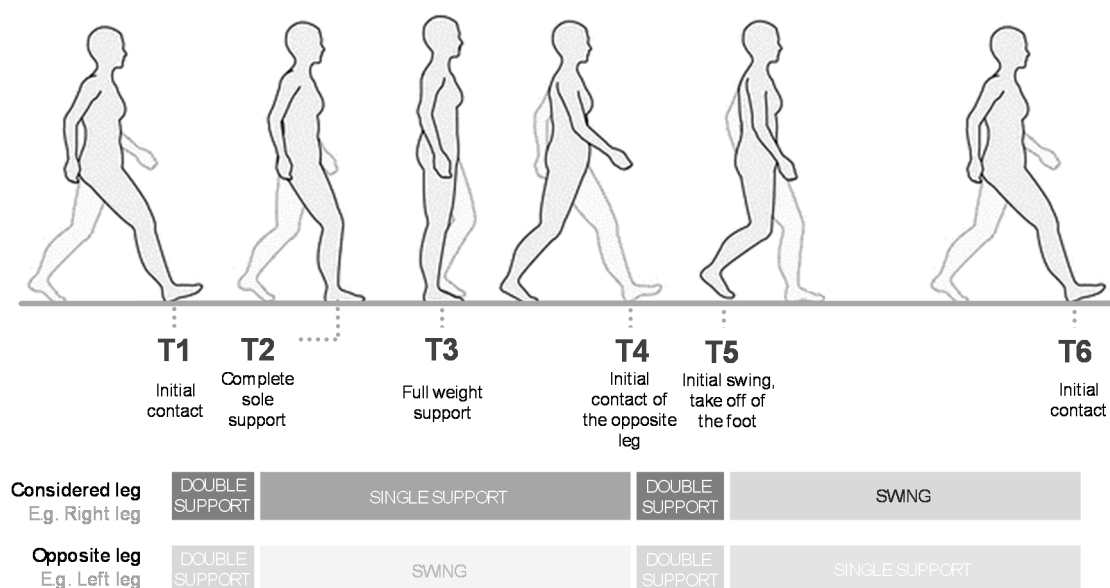 T1
T2
T3
T4
T5
T6
Initial
contact
Complete
sole
support
Full weight
support
Initial
contact of
the opposite
leg
Initial swing,
take off of
the foot
Initial
contact
Considered leg
E.g. Right leg
DOUBLE
SUPPORT
SINGLE SUPPORT
DOUBLE
SUPPORT
SWING
Opposite leg
E.g. Left leg
DOUBLE
SUPPORT
SWING
DOUBLE
SUPPORT
SINGLE SUPPORT